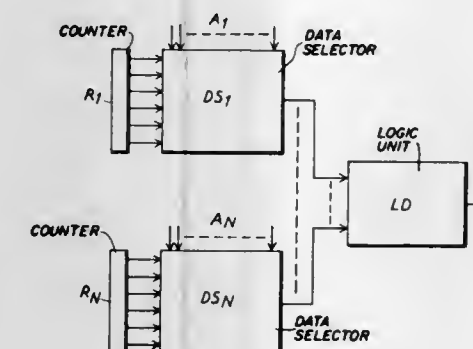 COUNTER
A1
DATA
SELECTOR
R1
DS1
LOGIC
UNIT
LD
COUNTER
AN
RN
DSN
DATA
SELECTOR